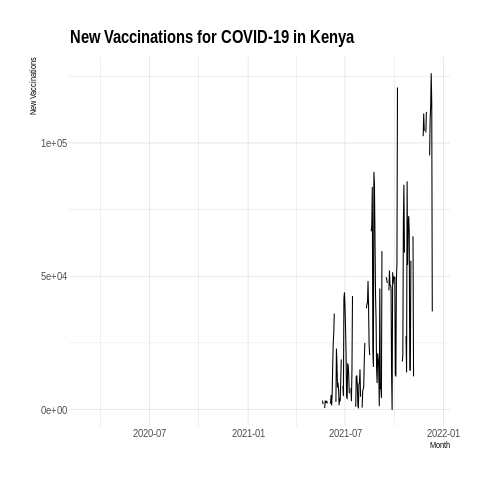 New Vaccinations for COVID-19 in Kenya
New Vaccinations
1e+05
5e+04
0e+00
2020-07
2021-01
2021-07
2022-01
Month